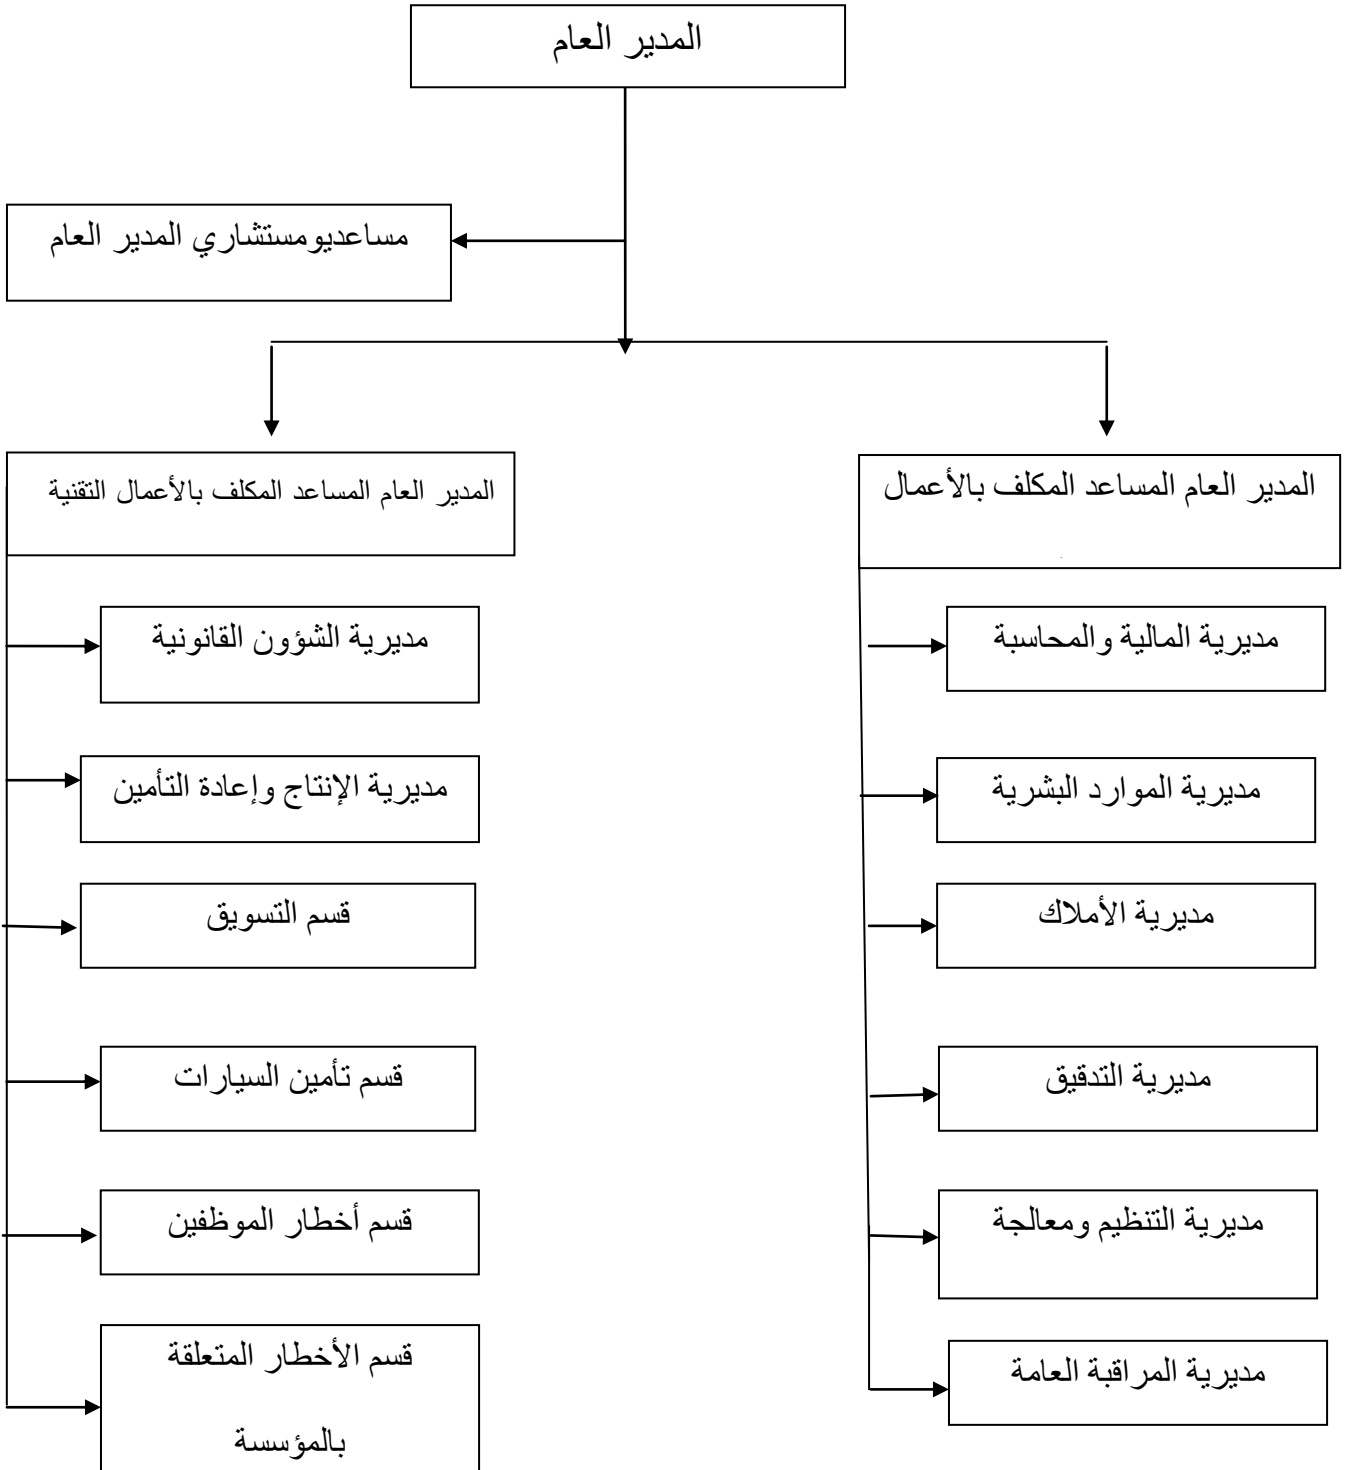 المدير العام
مساعديومستشاري المدير العام
المدير العام المساعد المكلف بالأعمال
المدير العام المساعد المكلف بالأعمال التقنية
مديرية المالية والمحاسبة
مديرية الشؤون القانونية
مديرية الموارد البشرية
مديرية الإنتاج وإعادة التأمين
مديرية الأملاك
قسم التسويق
مديرية التدقيق
قسم تأمين السيارات
مديرية التنظيم ومعالجة
قسم أخطار الموظفين
مديرية المراقبة العامة
قسم الأخطار المتعلقة
بالمؤسسة